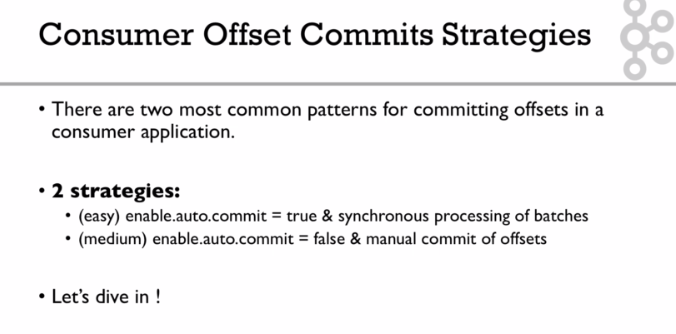 Consumer Offset Commits Strategies
• There are two most common patterns for committing offsets in a
consumer application.
• 2 strategies:
• (easy) enable.auto.commit = true & synchronous processing of batches
• (medium) enable.auto.commit = false & manual commit of offsets
• Let's dive in !